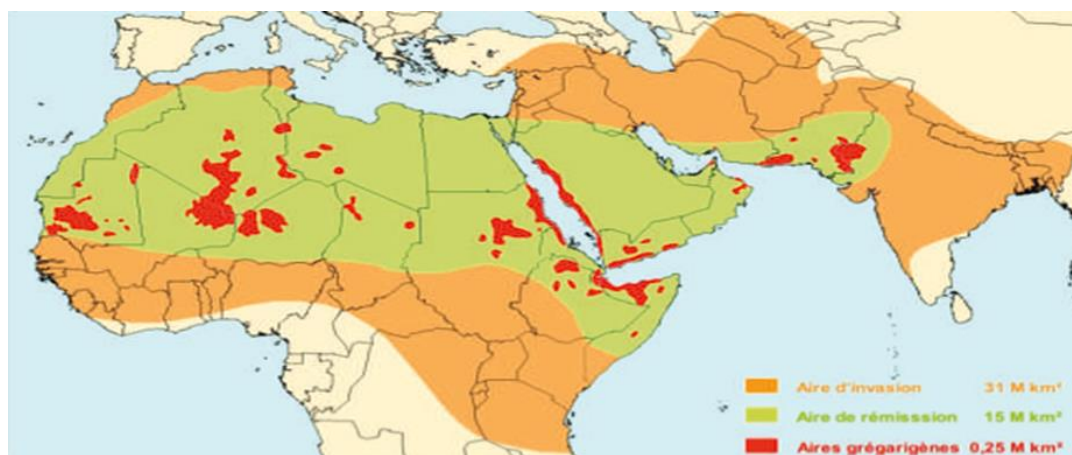 Aire d'invasion 31 M km²
Aire de rémisssion 15 M km²
Aires grégarigènes 0,25 M km²